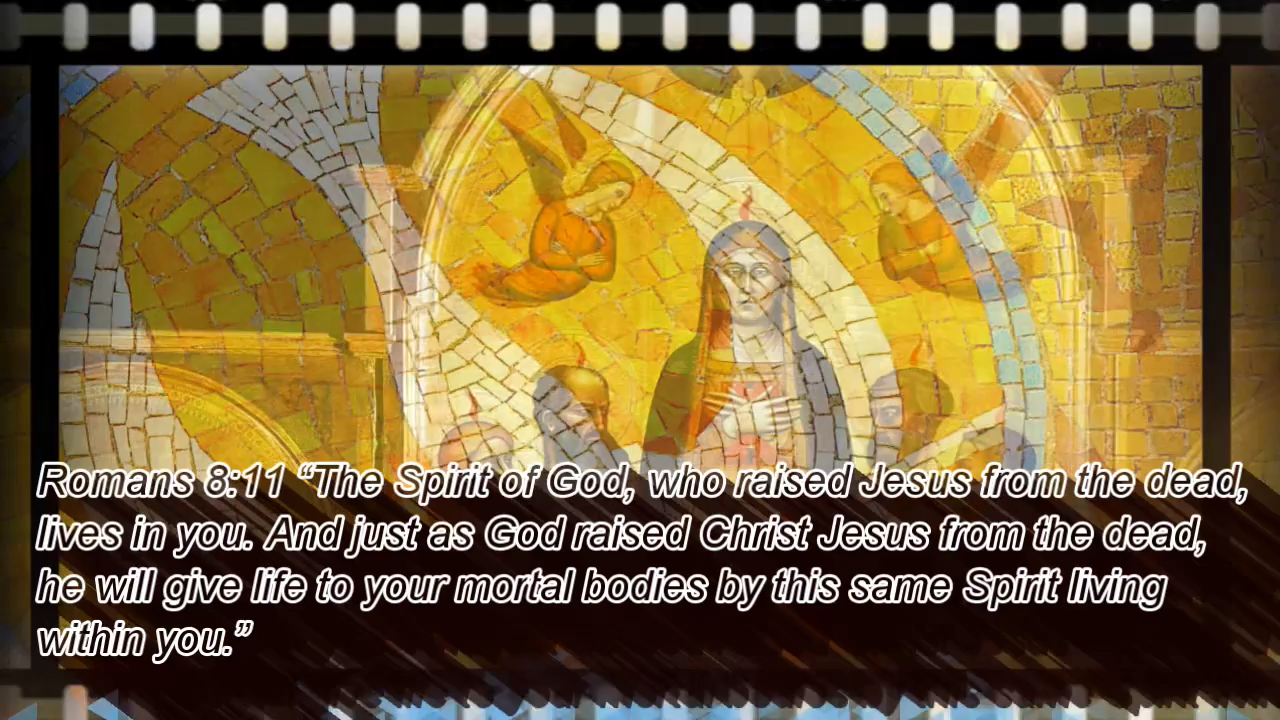 Romans 8:11 “The Spirit of God, who raised Jesus from the dead,
lives in you. And just as God raised Christ Jesus from the dead,
he will give life to your mortal bodies by this same Spirit living
within you.”